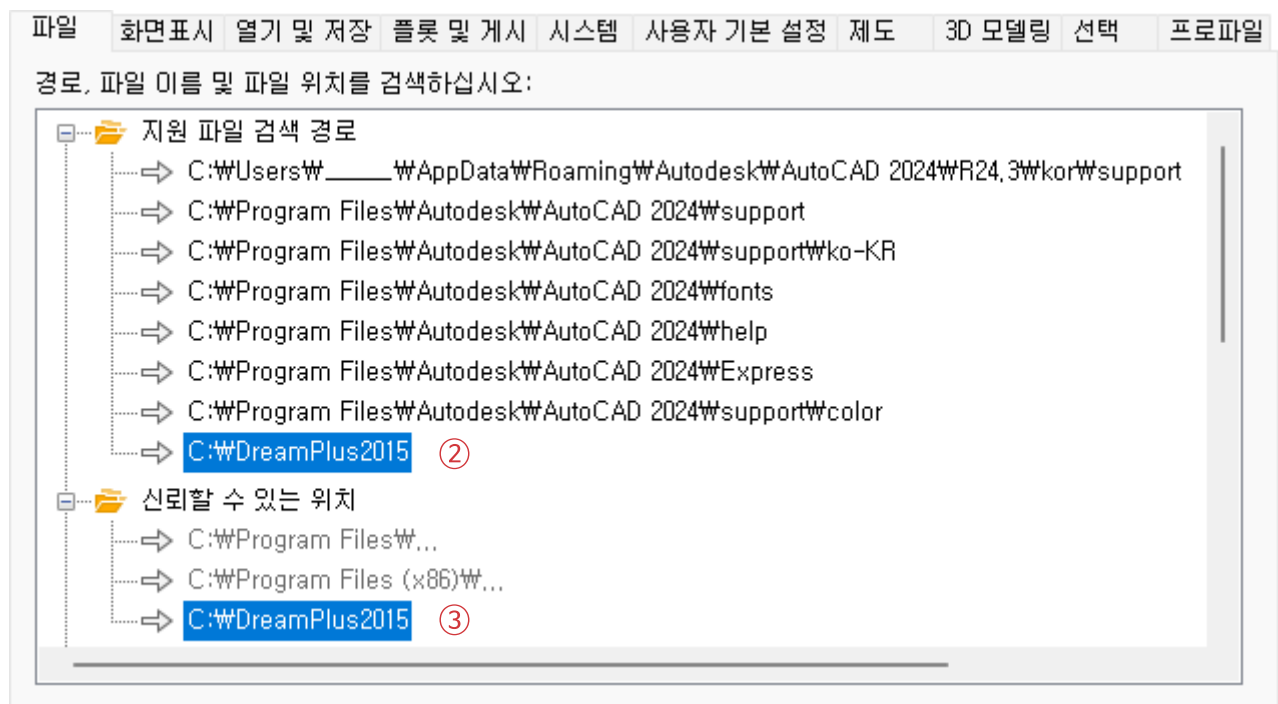 파일 화면표시 열기 및 저장 플롯 및 게시 시스템 사용자 기본 설정 제도 3D 모델링 선택 프로파일
경로, 파일 이름 및 파일 위치를 검색하십시오:
지원 파일 검색 경로
C:₩Users₩_____₩AppData₩Roaming₩Autodesk₩AutoCAD 2024₩R24.3₩kor₩support
C:₩Program Files₩Autodesk₩AutoCAD 2024₩support
C:₩Program Files₩Autodesk₩AutoCAD 2024₩support₩ko-KR
C:₩Program Files₩Autodesk₩AutoCAD 2024₩fonts
C:₩Program Files₩Autodesk₩AutoCAD 2024₩help
C:₩Program Files₩Autodesk₩AutoCAD 2024₩Express
C:₩Program Files₩Autodesk₩AutoCAD 2024₩support₩color
C:₩DreamPlus2015 ②
신뢰할 수 있는 위치
C:₩Program Files₩...
C:₩Program Files (x86)₩...
C:₩DreamPlus2015 ③